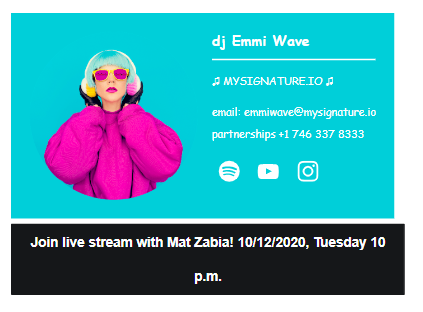 dj Emmi Wave
♫ MYSIGNATURE.IO ♫
email: emmiwave@mysignature.io
partnerships +1 746 337 8333
Join live stream with Mat Zabia! 10/12/2020, Tuesday 10
p.m.